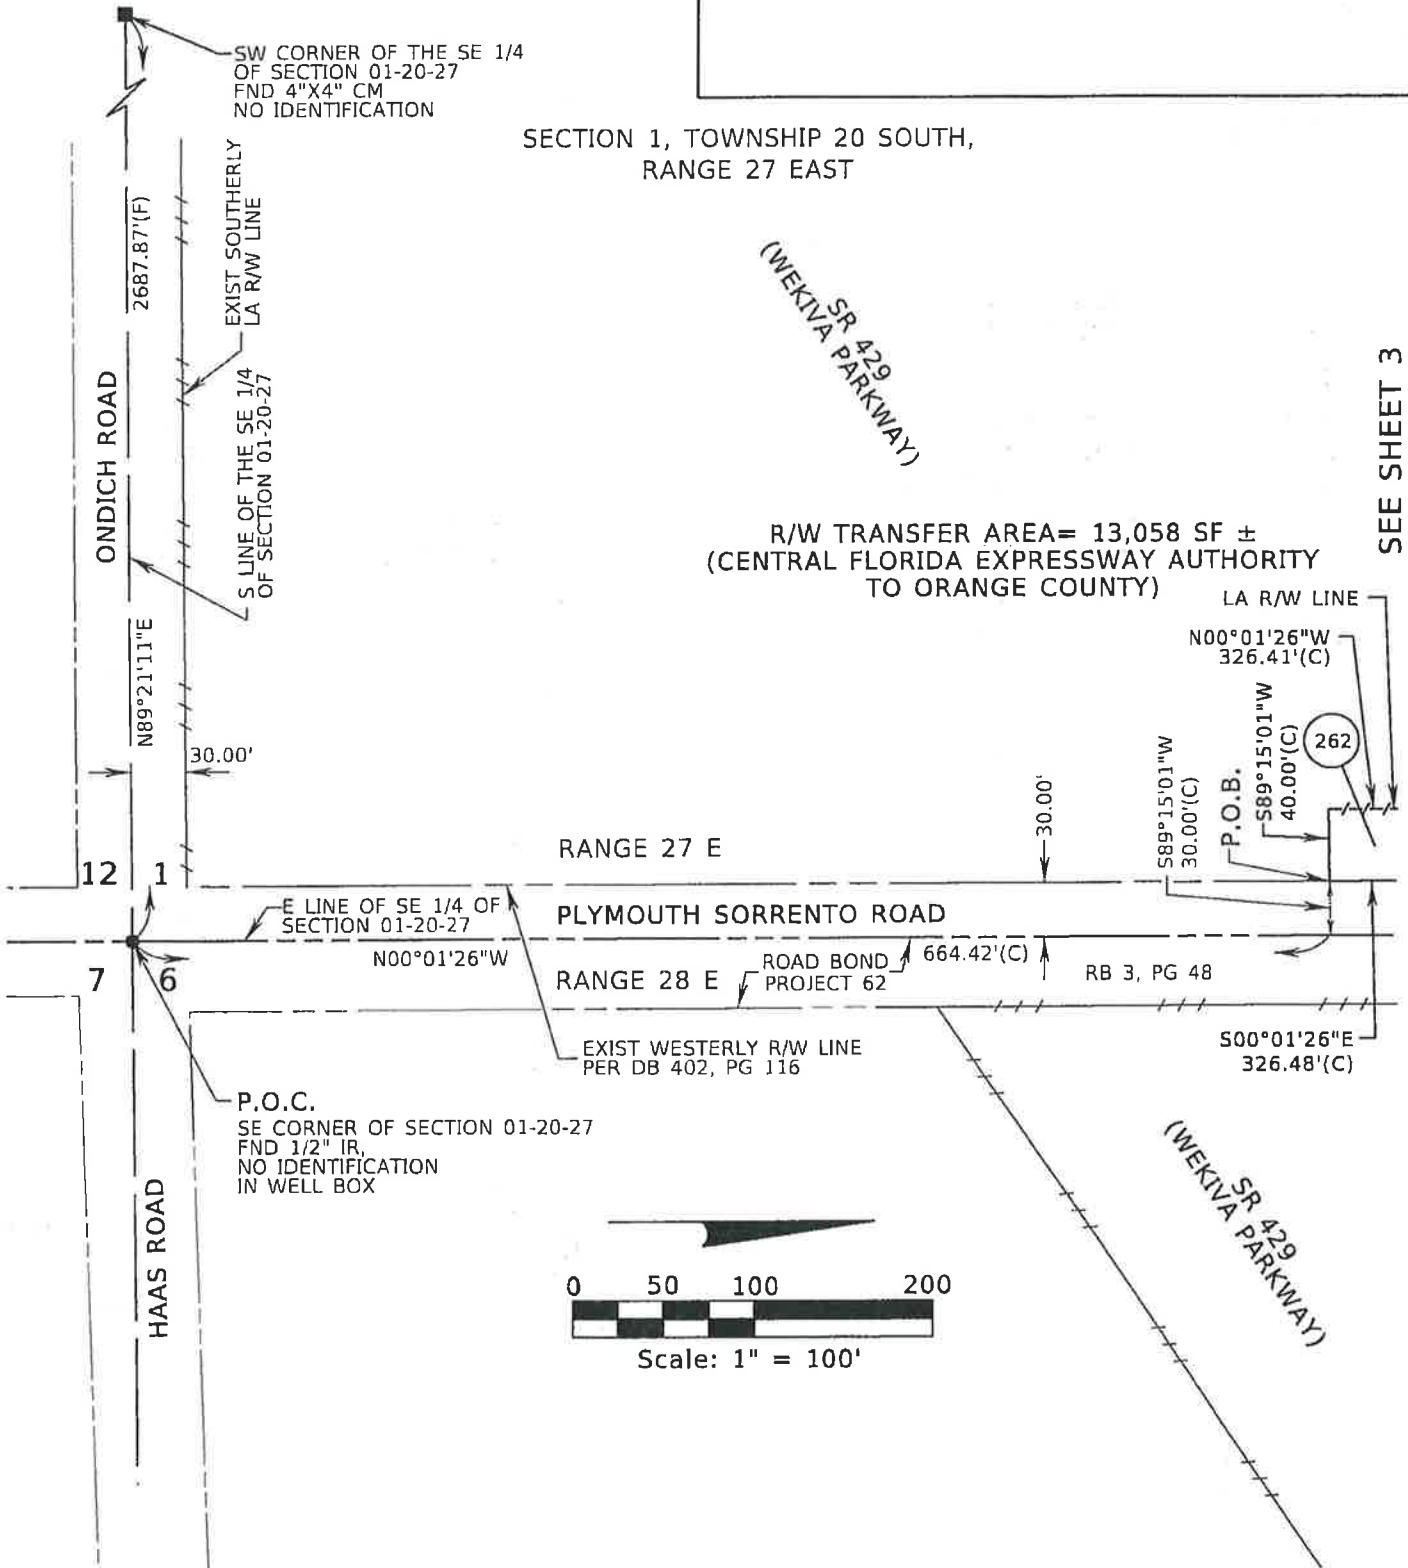 SW CORNER OF THE SE 1/4
OF SECTION 01-20-27
FND 4"X4" CM
NO IDENTIFICATION
SECTION 1, TOWNSHIP 20 SOUTH,
RANGE 27 EAST
2687.87'(F)
EXIST SOUTHERLY
LA R/W LINE
SR 429
(WEKIVA PARKWAY)
SEE SHEET 3
ONDICH ROAD
S LINE OF THE SE 1/4
OF SECTION 01-20-27
N89°21'11"E
R/W TRANSFER AREA= 13,058 SF ±
(CENTRAL FLORIDA EXPRESSWAY AUTHORITY
TO ORANGE COUNTY)
LA R/W LINE
N00°01'26"W
326.41'(C)
S89°15'01"W
40.00'(C)
262
S89°15'01"W
30.00'(C)
P.O.B.
30.00'
30.00'
RANGE 27 E
12
1
E LINE OF SE 1/4 OF
SECTION 01-20-27
PLYMOUTH SORRENTO ROAD
N00°01'26"W
664.42'(C)
7
6
RANGE 28 E
ROAD BOND
PROJECT 62
RB 3, PG 48
EXIST WESTERLY R/W LINE
PER DB 402, PG 116
S00°01'26"E
326.48'(C)
P.O.C.
SE CORNER OF SECTION 01-20-27
FND 1/2" IR,
NO IDENTIFICATION
IN WELL BOX
HAAS ROAD
SR 429
(WEKIVA PARKWAY)
0 50 100 200
Scale: 1" = 100'